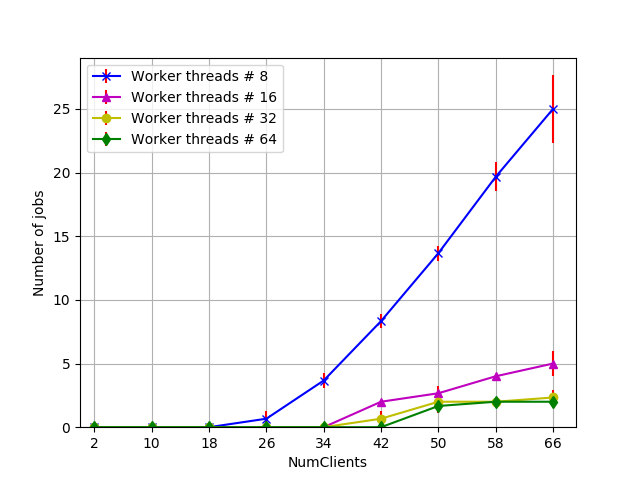 Worker threads # 8
Worker threads # 16
Worker threads # 32
Worker threads # 64
25
20
15
10
5
0
Number of jobs
2 10 18 26 34 42 50 58 66
NumClients